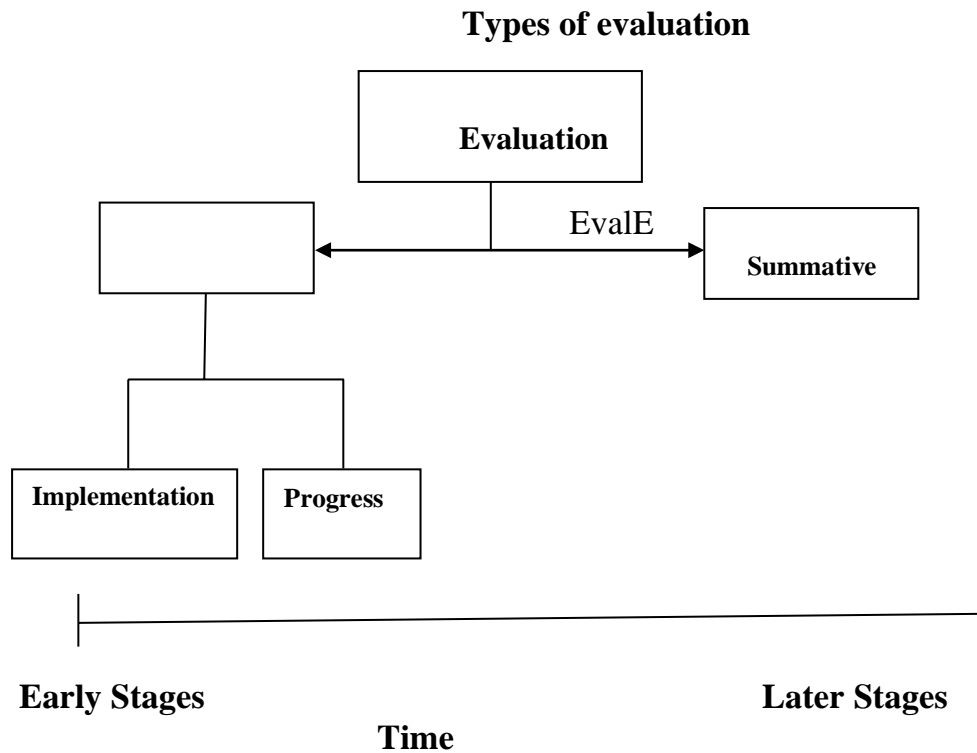 Types of evaluation
Evaluation
EvalE
Summative
Implementation
Progress
Early Stages
Later Stages
Time